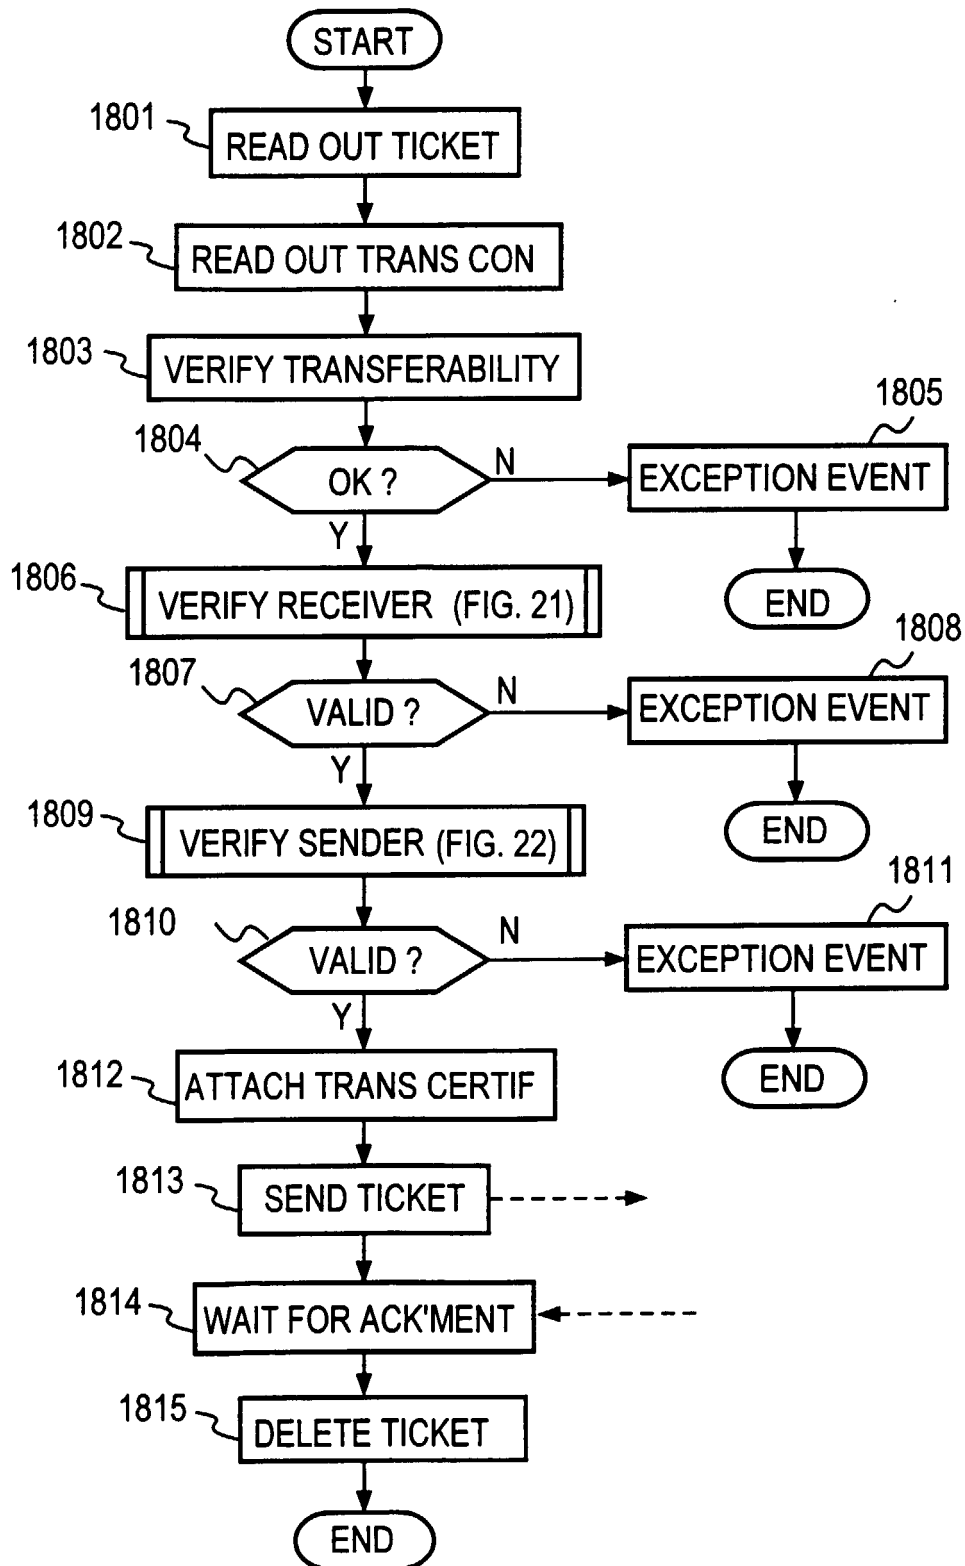 START
1801
READ OUT TICKET
1802
READ OUT TRANS CON
1803
VERIFY TRANSFERABILITY
1804
OK ?
N
1805
EXCEPTION EVENT
Y
END
1806
VERIFY RECEIVER (FIG. 21)
1807
VALID ?
N
1808
EXCEPTION EVENT
Y
END
1809
VERIFY SENDER (FIG. 22)
1810
VALID ?
N
1811
EXCEPTION EVENT
Y
END
1812
ATTACH TRANS CERTIF
1813
SEND TICKET
1814
WAIT FOR ACK'MENT
1815
DELETE TICKET
END